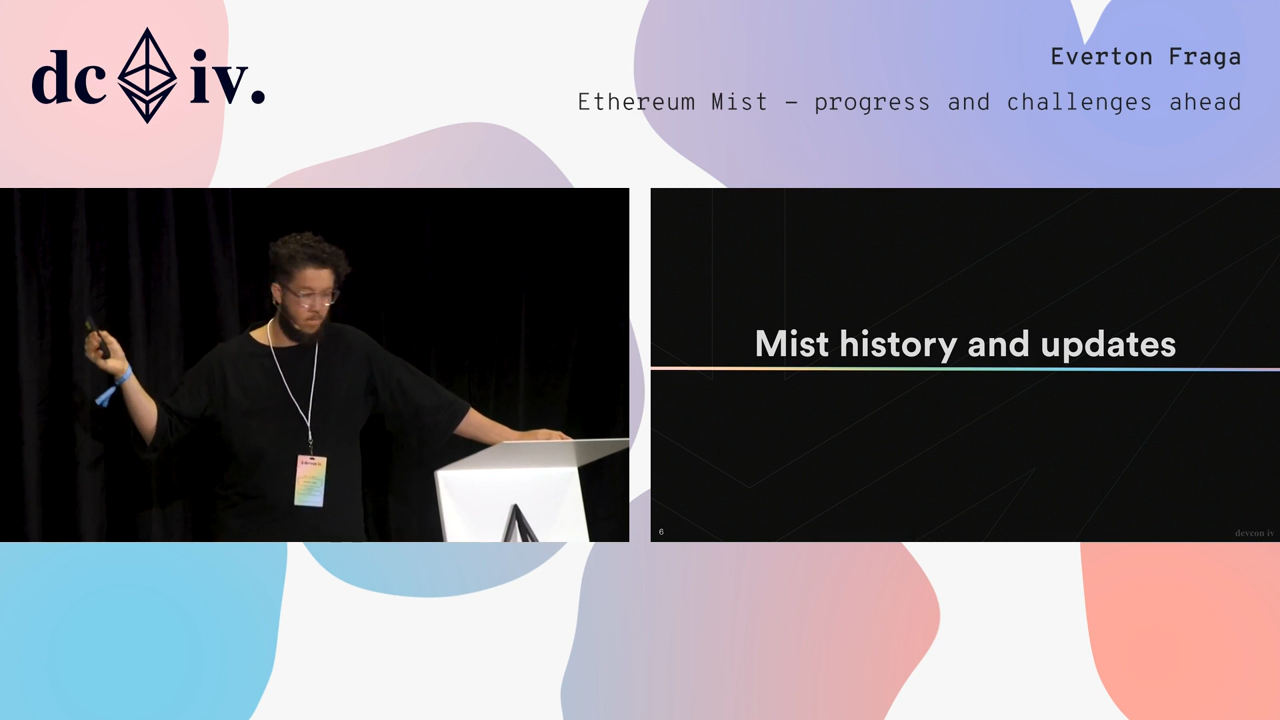 dc iv.
Everton Fraga
Ethereum Mist – progress and challenges ahead
Mist history and updates
6
devcon iv